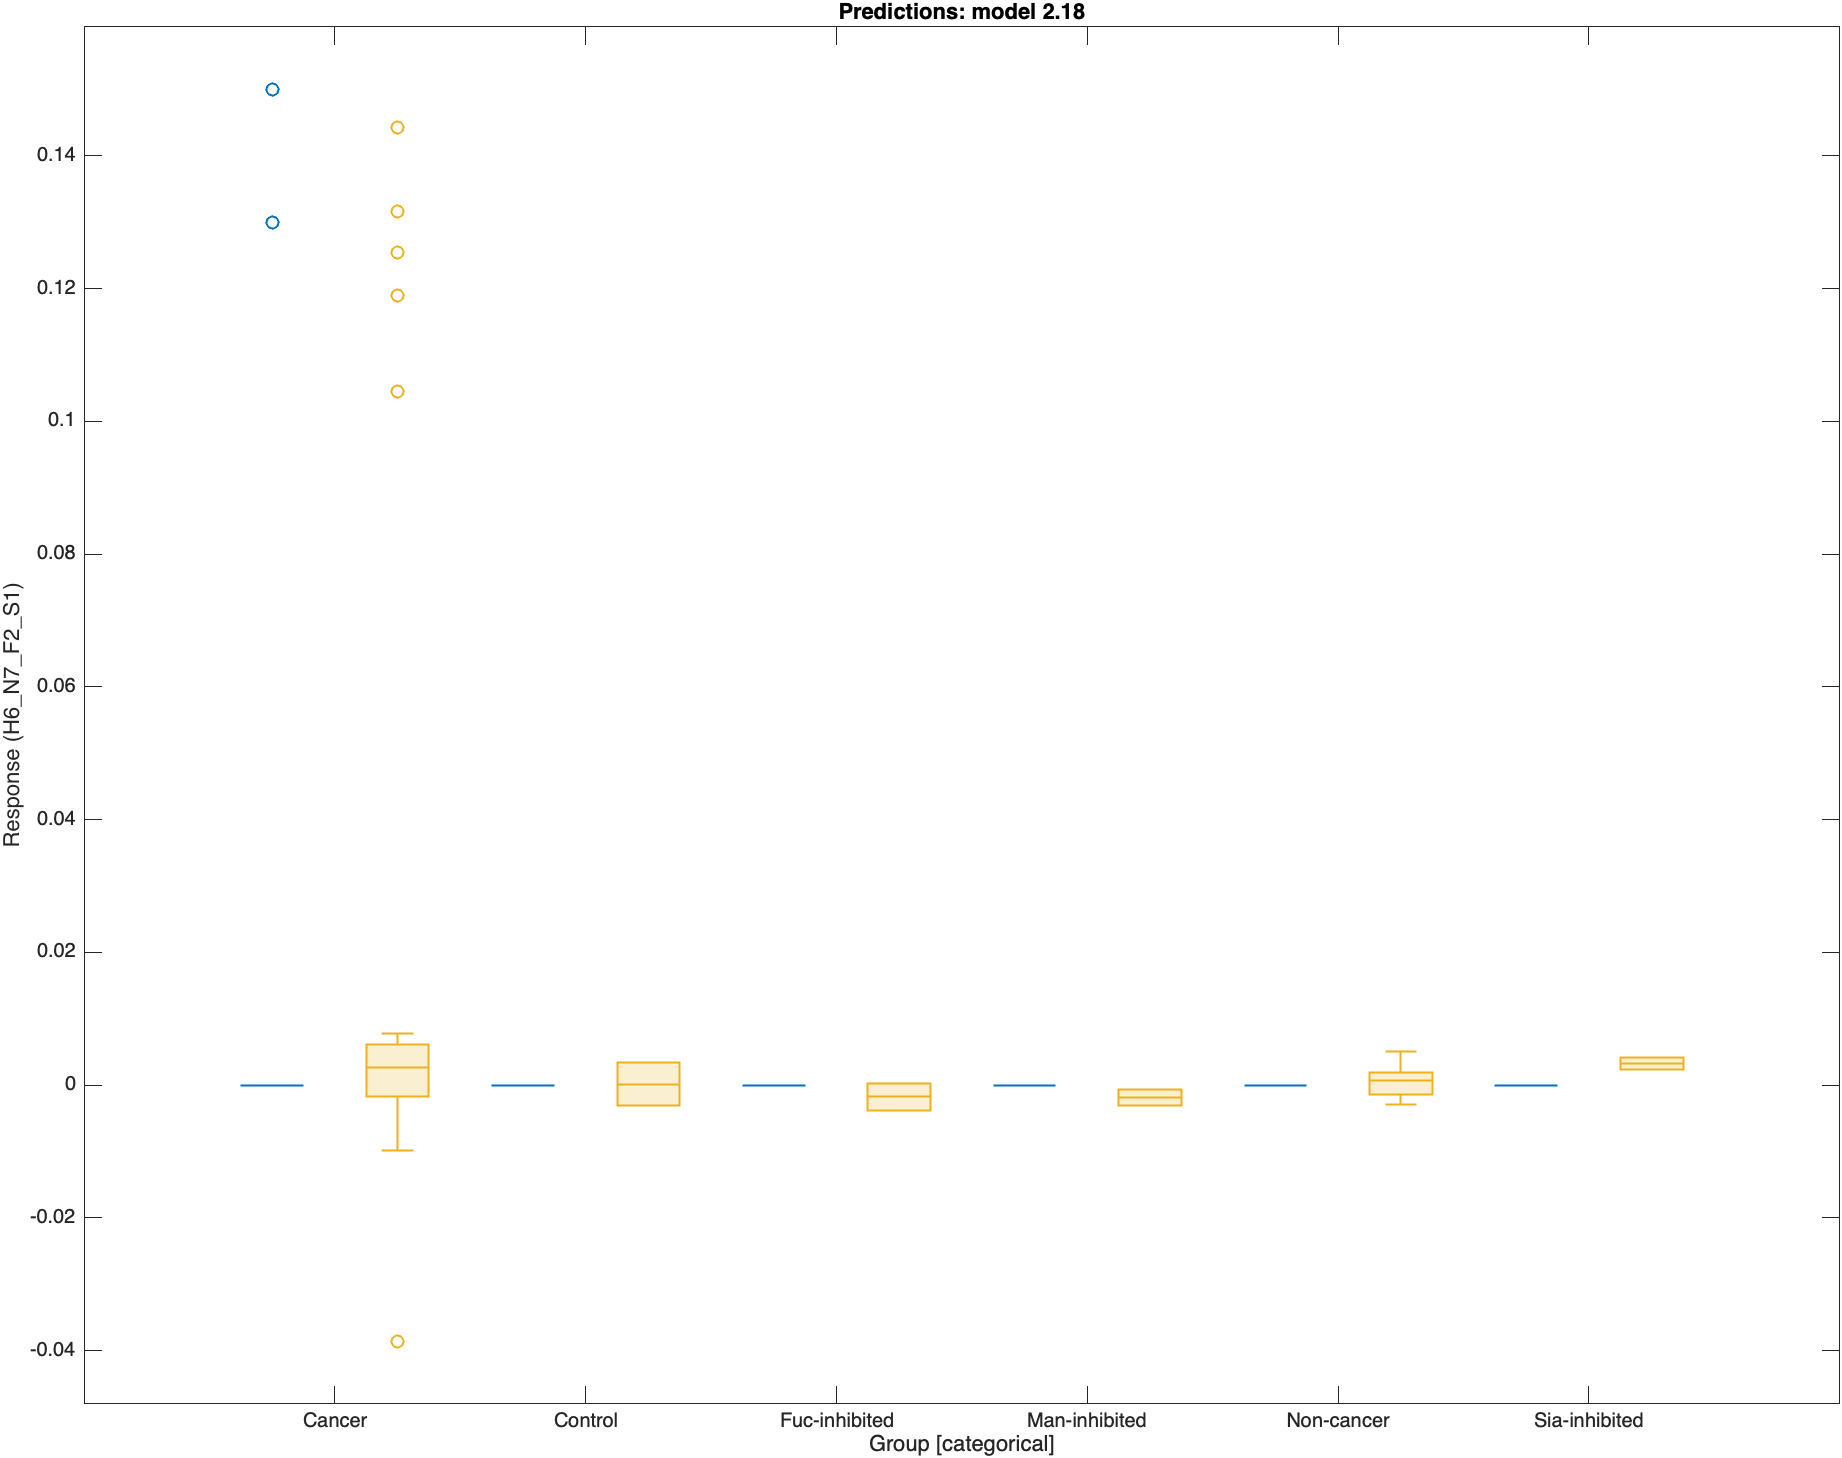 Predictions: model 2.18
0.14
0.12
0.1
0.08
0.06
0.04
0.02
0
-0.02
-0.04
Response (H6_N7_F2_S1)
Cancer Control Fuc-inhibited Man-inhibited Non-cancer Sia-inhibited
Group [categorical]